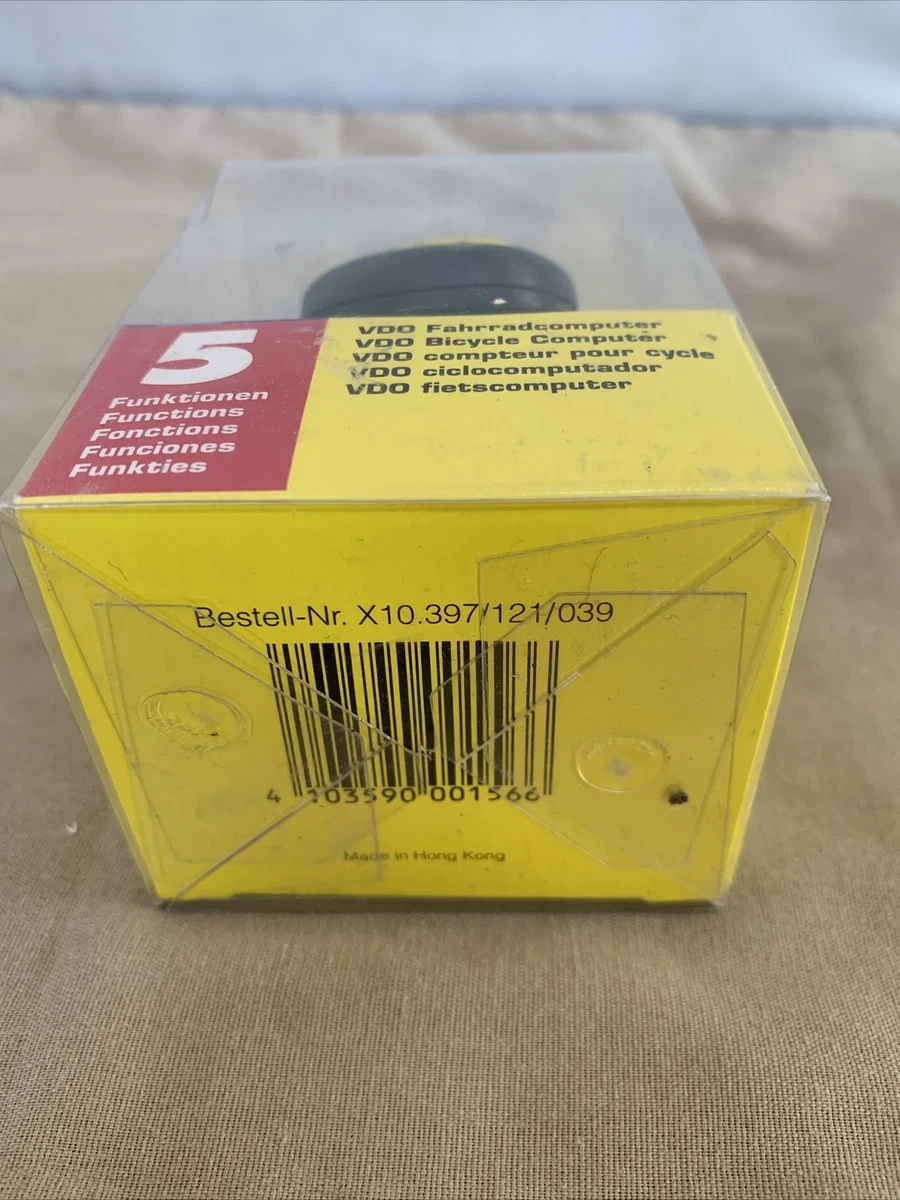 5
Funktionen
Functions
Fonctions
Funciones
Funkties
VDO Fahrradcomputer
VDO Bicycle Computer
VDO compteur pour cycle
VDO ciclocomputador
VDO fietscomputer
Bestell-Nr. X10.397/121/039
4 103590 001566
Made in Hong Kong